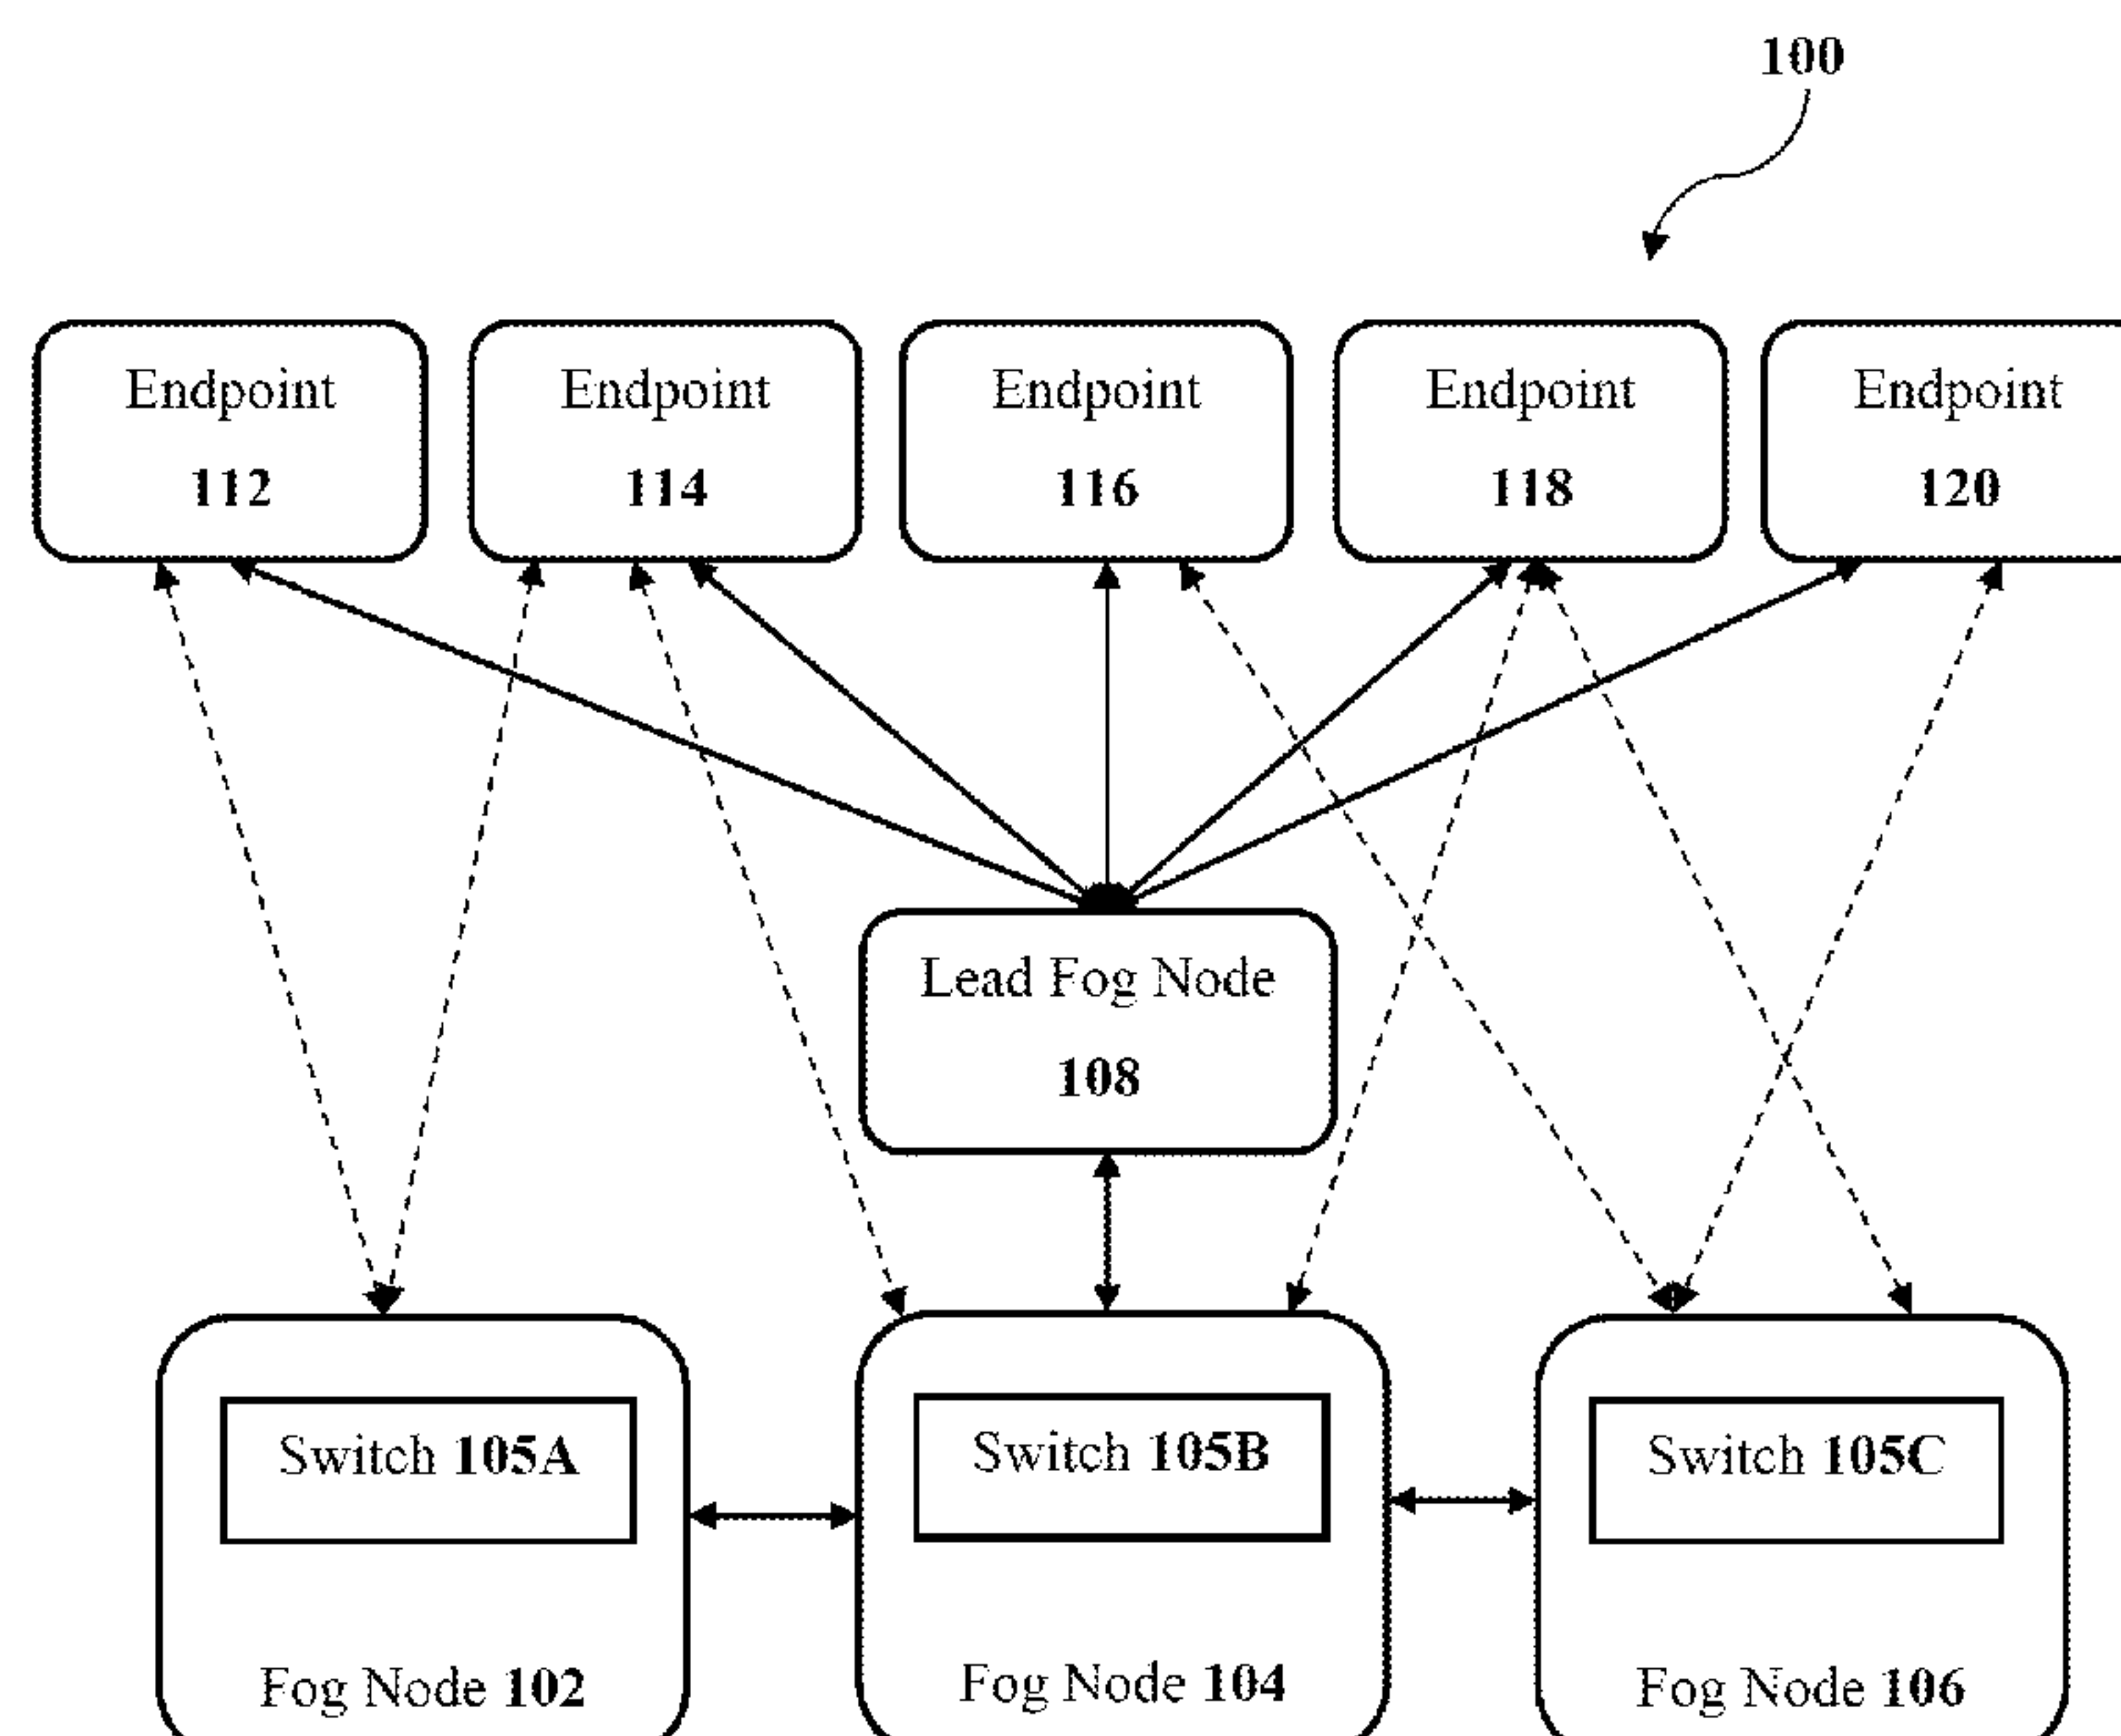 100
Endpoint
112
Endpoint
114
Endpoint
116
Endpoint
118
Endpoint
120
Lead Fog Node
108
Switch 105A
Fog Node 102
Switch 105B
Fog Node 104
Switch 105C
Fog Node 106